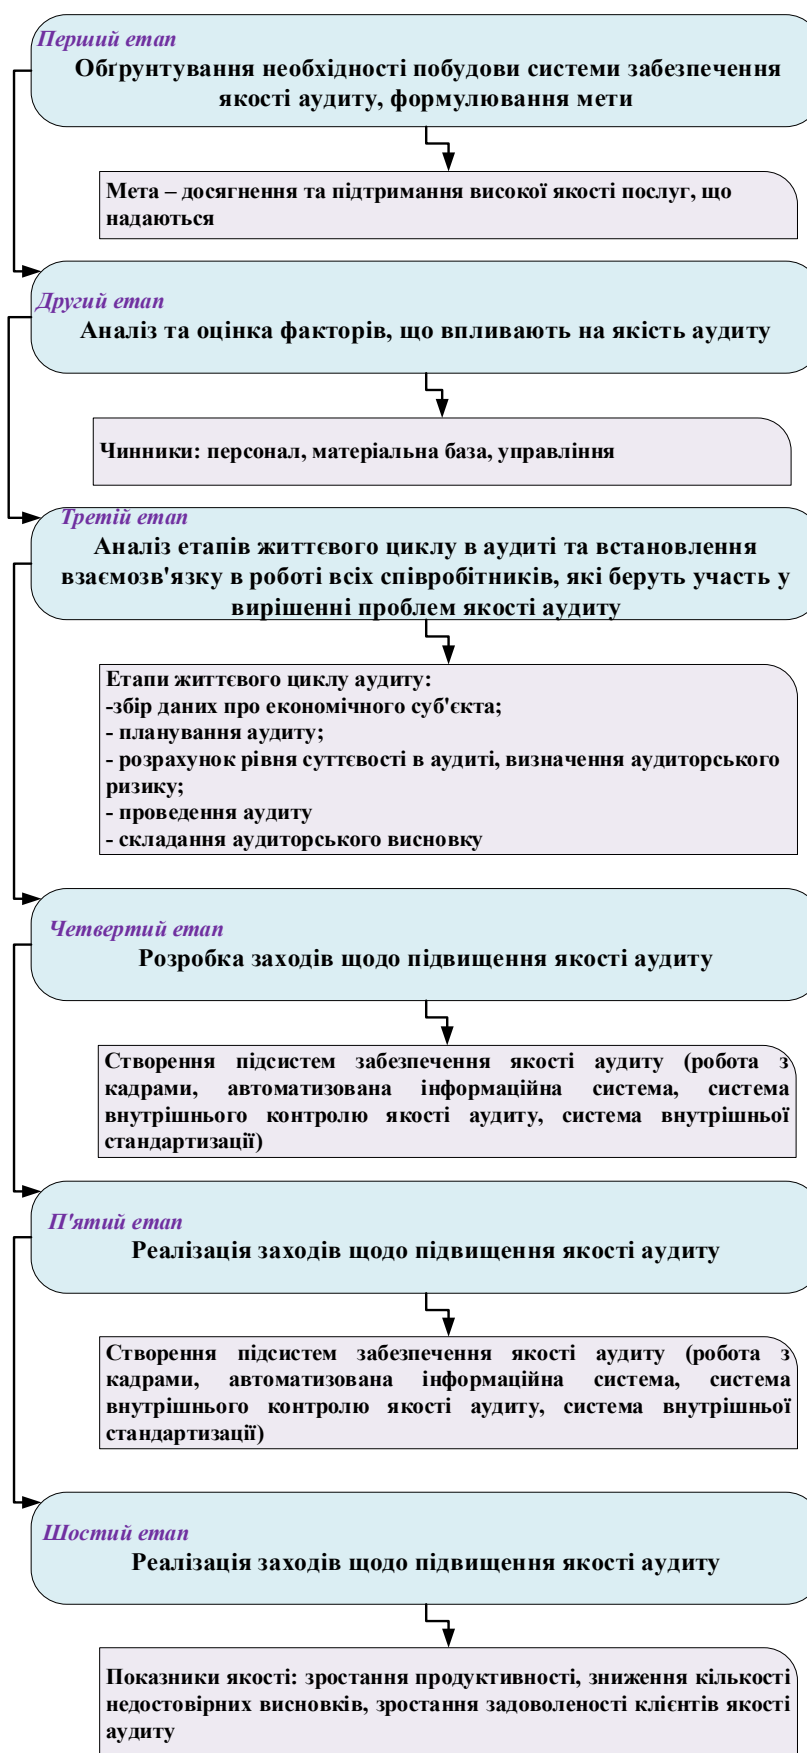 Перший етап
Обґрунтування необхідності побудови системи забезпечення
якості аудиту, формулювання мети
Мета – досягнення та підтримання високої якості послуг, що
надаються
Другий етап
Аналіз та оцінка факторів, що впливають на якість аудиту
Чинники: персонал, матеріальна база, управління
Третій етап
Аналіз етапів життєвого циклу в аудиті та встановлення
взаємозв'язку в роботі всіх співробітників, які беруть участь у
вирішенні проблем якості аудиту
Етапи життєвого циклу аудиту:
-збір даних про економічного суб'єкта;
- планування аудиту;
- розрахунок рівня суттєвості в аудиті, визначення аудиторського
ризику;
- проведення аудиту
- складання аудиторського висновку
Четвертий етап
Розробка заходів щодо підвищення якості аудиту
Створення підсистем забезпечення якості аудиту (робота з
кадрами, автоматизована інформаційна система, система
внутрішнього контролю якості аудиту, система внутрішньої
стандартизації)
П'ятий етап
Реалізація заходів щодо підвищення якості аудиту
Створення підсистем забезпечення якості аудиту (робота з
кадрами, автоматизована інформаційна система, система
внутрішнього контролю якості аудиту, система внутрішньої
стандартизації)
Шостий етап
Реалізація заходів щодо підвищення якості аудиту
Показники якості: зростання продуктивності, зниження кількості
недостовірних висновків, зростання задоволеності клієнтів якості
аудиту